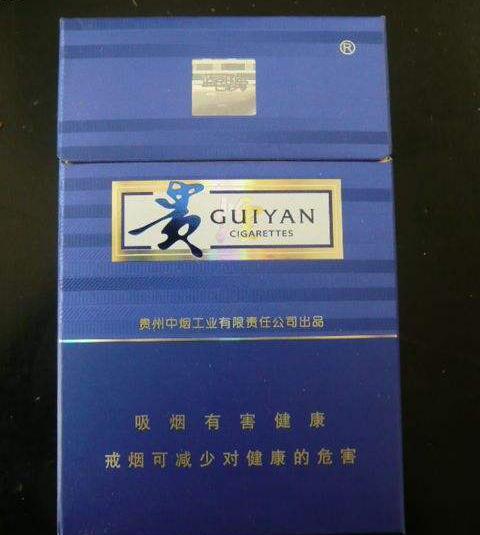 ®
贵 GUIYAN
CIGARETTES
贵州中烟工业有限责任公司出品
吸烟有害健康
戒烟可减少对健康的危害